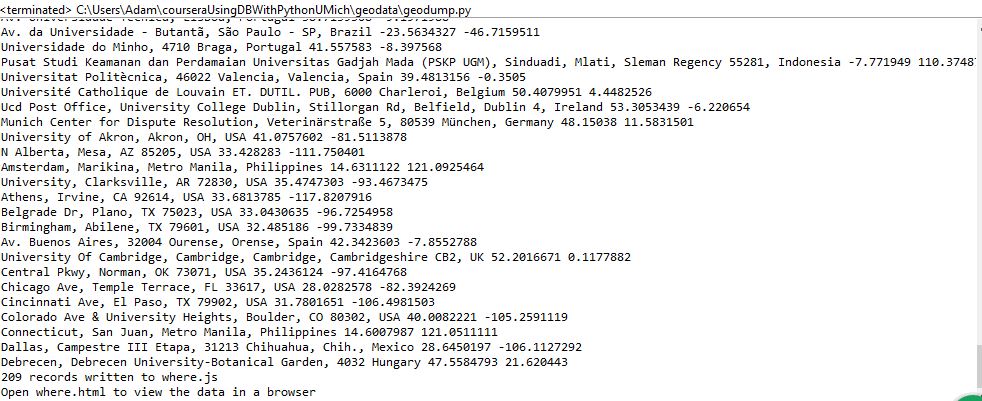 <terminated> C:\Users\Adam\courseraUsingDBWithPythonUMich\geodata\geodump.py
Av. da Universidade - Butantã, São Paulo - SP, Brazil -23.5634327 -46.7159511
Universidade do Minho, 4710 Braga, Portugal 41.557583 -8.397568
Pusat Studi Keamanan dan Perdamaian Universitas Gadjah Mada (PSKP UGM), Sinduadi, Mlati, Sleman Regency 55281, Indonesia -7.771949 110.3748
Universitat Politècnica, 46022 Valencia, Valencia, Spain 39.4813156 -0.3505
Université Catholique de Louvain ET. DUTIL. PUB, 6000 Charleroi, Belgium 50.4079951 4.4482526
Ucd Post Office, University College Dublin, Stillorgan Rd, Belfield, Dublin 4, Ireland 53.3053439 -6.220654
Munich Center for Dispute Resolution, Veterinärstraße 5, 80539 München, Germany 48.15038 11.5831501
University of Akron, Akron, OH, USA 41.0757602 -81.5113878
N Alberta, Mesa, AZ 85205, USA 33.428283 -111.750401
Amsterdam, Marikina, Metro Manila, Philippines 14.6311122 121.0925464
University, Clarksville, AR 72830, USA 35.4747303 -93.4673475
Athens, Irvine, CA 92614, USA 33.6813785 -117.8207916
Belgrade Dr, Plano, TX 75023, USA 33.0430635 -96.7254958
Birmingham, Abilene, TX 79601, USA 32.485186 -99.7334839
Av. Buenos Aires, 32004 Ourense, Orense, Spain 42.3423602 -7.8552788
University Of Cambridge, Cambridge, Cambridge, Cambridgeshire CB2, UK 52.2016671 0.1177882
Central Pkwy, Norman, OK 73071, USA 35.2436124 -97.4164768
Chicago Ave, Temple Terrace, FL 33617, USA 28.0282578 -82.3924269
Cincinnati Ave, El Paso, TX 79902, USA 31.7801651 -106.4981503
Colorado Ave & University Heights, Boulder, CO 80302, USA 40.0082221 -105.2591119
Connecticut, San Juan, Metro Manila, Philippines 14.6007987 121.0511111
Dallas, Campestre III Etapa, 31213 Chihuahua, Chih., Mexico 28.6450197 -106.1127292
Debrecen, Debrecen University-Botanical Garden, 4032 Hungary 47.5584793 21.620443
209 records written to where.js
Open where.html to view the data in a browser